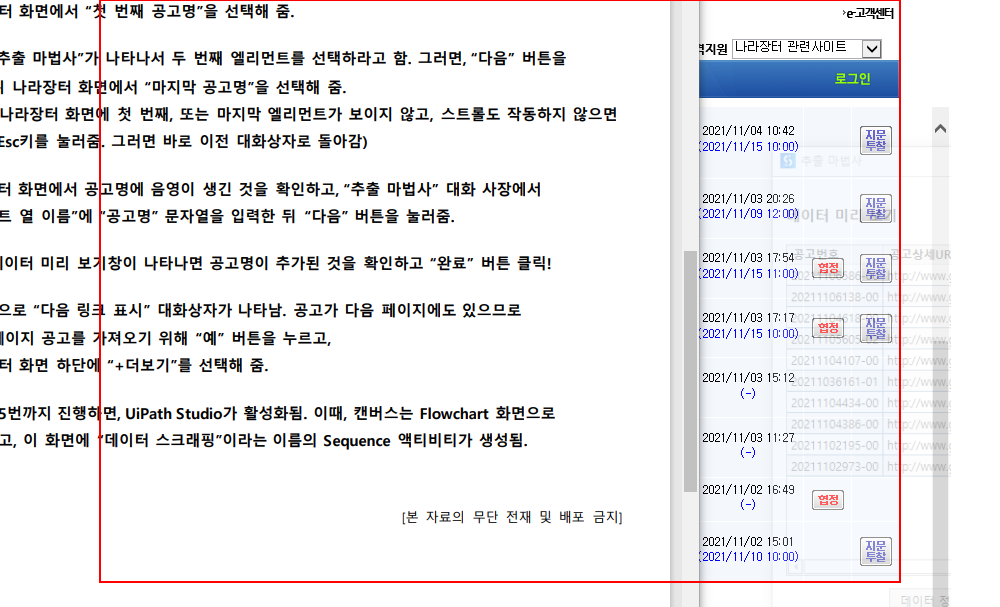 터 화면에서 “첫 번째 공고명”을 선택해 줌.
추출 마법사”가 나타나서 두 번째 엘리먼트를 선택하라고 함. 그러면, “다음” 버튼을
나라장터 화면에서 “마지막 공고명”을 선택해 줌.
나라장터 화면에 첫 번째, 또는 마지막 엘리먼트가 보이지 않고, 스트롤도 작동하지 않으면
Esc키를 눌러줌. 그러면 바로 이전 대화상자로 돌아감)
터 화면에서 공고명에 음영이 생긴 것을 확인하고, “추출 마법사” 대화 사장에서
트 열 이름”에 “공고명” 문자열을 입력한 뒤 “다음” 버튼을 눌러줌.
데이터 미리 보기창이 나타나면 공고명이 추가된 것을 확인하고 “완료” 버튼 클릭!
으로 “다음 링크 표시” 대화상자가 나타남. 공고가 다음 페이지에도 있으므로
페이지 공고를 가져오기 위해 “예” 버튼을 누르고,
터 화면 하단에 “+더보기”를 선택해 줌.
5번까지 진행하면, UiPath Studio가 활성화됨. 이때, 캔버스는 Flowchart 화면으로
고, 이 화면에 “데이터 스크래핑”이라는 이름의 Sequence 액티비티가 생성됨.
[본 자료의 무단 전재 및 배포 금지]
e-고객센터
력지원 나라장터 관련사이트
로그인
2021/11/04 10:42
(2021/11/15 10:00)
지문
투찰
추출 마법사
2021/11/03 20:26
(2021/11/09 12:00)
지문
투찰
데이터 미리 보기
2021/11/03 17:54
(2021/11/15 11:00)
협정
지문
투찰
공고번호 공고상세UR
2021/11/03 17:17
(2021/11/15 10:00)
협정
지문
투찰
20211106138-00 http://www.
20211104107-00 http://www.
20211036161-01 http://www.
20211104434-00 http://www.
20211104386-00 http://www.
20211102195-00 http://www.
20211102973-00 http://www.
2021/11/03 15:12
(-)
2021/11/03 11:27
(-)
2021/11/02 16:49
(-)
협정
2021/11/02 15:01
(2021/11/10 10:00)
지문
투찰
데이터 정